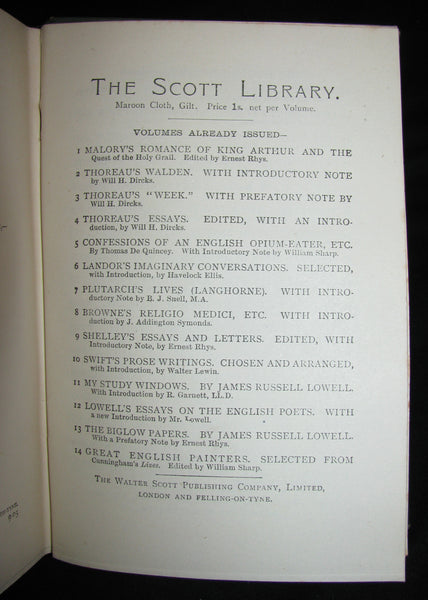 THE SCOTT LIBRARY.
Maroon Cloth, Gilt. Price 1s. net per Volume.
VOLUMES ALREADY ISSUED—
1 MALORY'S ROMANCE OF KING ARTHUR AND THE
Quest of the Holy Grail. Edited by Ernest Rhys.
2 THOREAU'S WALDEN. WITH INTRODUCTORY NOTE
by Will H. Dircks.
3 THOREAU'S "WEEK." WITH PREFATORY NOTE BY
Will H. Dircks.
4 THOREAU'S ESSAYS. EDITED, WITH AN INTRO-
duction, by Will H. Dircks.
5 CONFESSIONS OF AN ENGLISH OPIUM-EATER, ETC.
By Thomas De Quincey. With Introductory Note by William Sharp.
6 LANDOR'S IMAGINARY CONVERSATIONS. SELECTED,
with Introduction, by Havelock Ellis.
7 PLUTARCH'S LIVES (LANGHORNE). WITH INTRO-
ductory Note by B. J. Snell, M.A.
8 BROWNE'S RELIGIO MEDICI, ETC. WITH INTRO-
duction by J. Addington Symonds.
9 SHELLEY'S ESSAYS AND LETTERS. EDITED, WITH
Introductory Note, by Ernest Rhys.
10 SWIFT'S PROSE WRITINGS. CHOSEN AND ARRANGED,
with Introduction, by Walter Lewin.
11 MY STUDY WINDOWS. BY JAMES RUSSELL LOWELL.
With Introduction by R. Garnett, LL.D.
12 LOWELL'S ESSAYS ON THE ENGLISH POETS. WITH
a new Introduction by Mr. Lowell.
13 THE BIGLOW PAPERS. BY JAMES RUSSELL LOWELL.
With a Prefatory Note by Ernest Rhys.
14 GREAT ENGLISH PAINTERS. SELECTED FROM
Cunningham's Lives. Edited by William Sharp.
THE WALTER SCOTT PUBLISHING COMPANY, LIMITED,
LONDON AND FELLING-ON-TYNE.